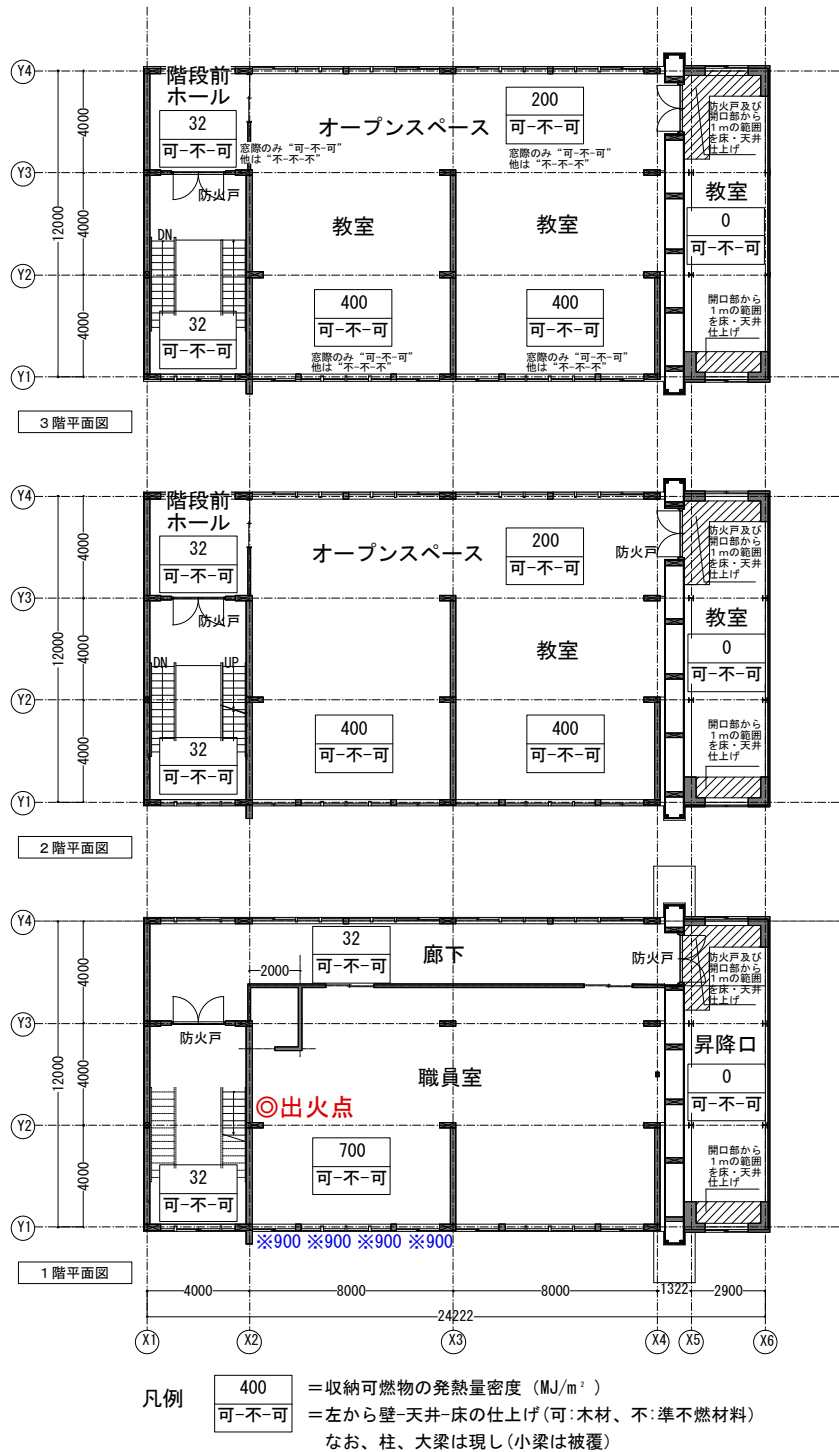 Y4
階段前
ホール
32
可-不-可
窓際のみ“可-不-可”
他は“不-不-不”
オープンスペース
200
可-不-可
窓際のみ“可-不-可”
他は“不-不-不”
防火戸及び
開口部から
1mの範囲
を床・天井
仕上げ
4000
Y3
防火戸
教室
教室
教室
0
可-不-可
12000
4000
DN
Y2
32
可-不-可
400
可-不-可
窓際のみ“可-不-可”
他は“不-不-不”
400
可-不-可
窓際のみ“可-不-可”
他は“不-不-不”
開口部から
1mの範囲
を床・天井
仕上げ
4000
Y1
3階平面図
Y4
階段前
ホール
32
可-不-可
オープンスペース
200
可-不-可
防火戸
防火戸及び
開口部から
1mの範囲
を床・天井
仕上げ
4000
Y3
防火戸
教室
教室
0
可-不-可
12000
4000
DN
UP
Y2
32
可-不-可
400
可-不-可
400
可-不-可
開口部から
1mの範囲
を床・天井
仕上げ
4000
Y1
2階平面図
Y4
32
可-不-可
廊下
防火戸
防火戸及び
開口部から
1mの範囲
を床・天井
仕上げ
2000
4000
Y3
防火戸
職員室
昇降口
0
可-不-可
12000
4000
◎出火点
Y2
32
可-不-可
700
可-不-可
開口部から
1mの範囲
を床・天井
仕上げ
4000
Y1
※900 ※900 ※900 ※900
1階平面図
4000
8000
8000
1322
2900
24222
X1
X2
X3
X4
X5
X6
凡例
400
可-不-可
=収納可燃物の発熱量密度(MJ/m²)
=左から壁-天井-床の仕上げ(可:木材、不:準不燃材料)
なお、柱、大梁は現し(小梁は被覆)